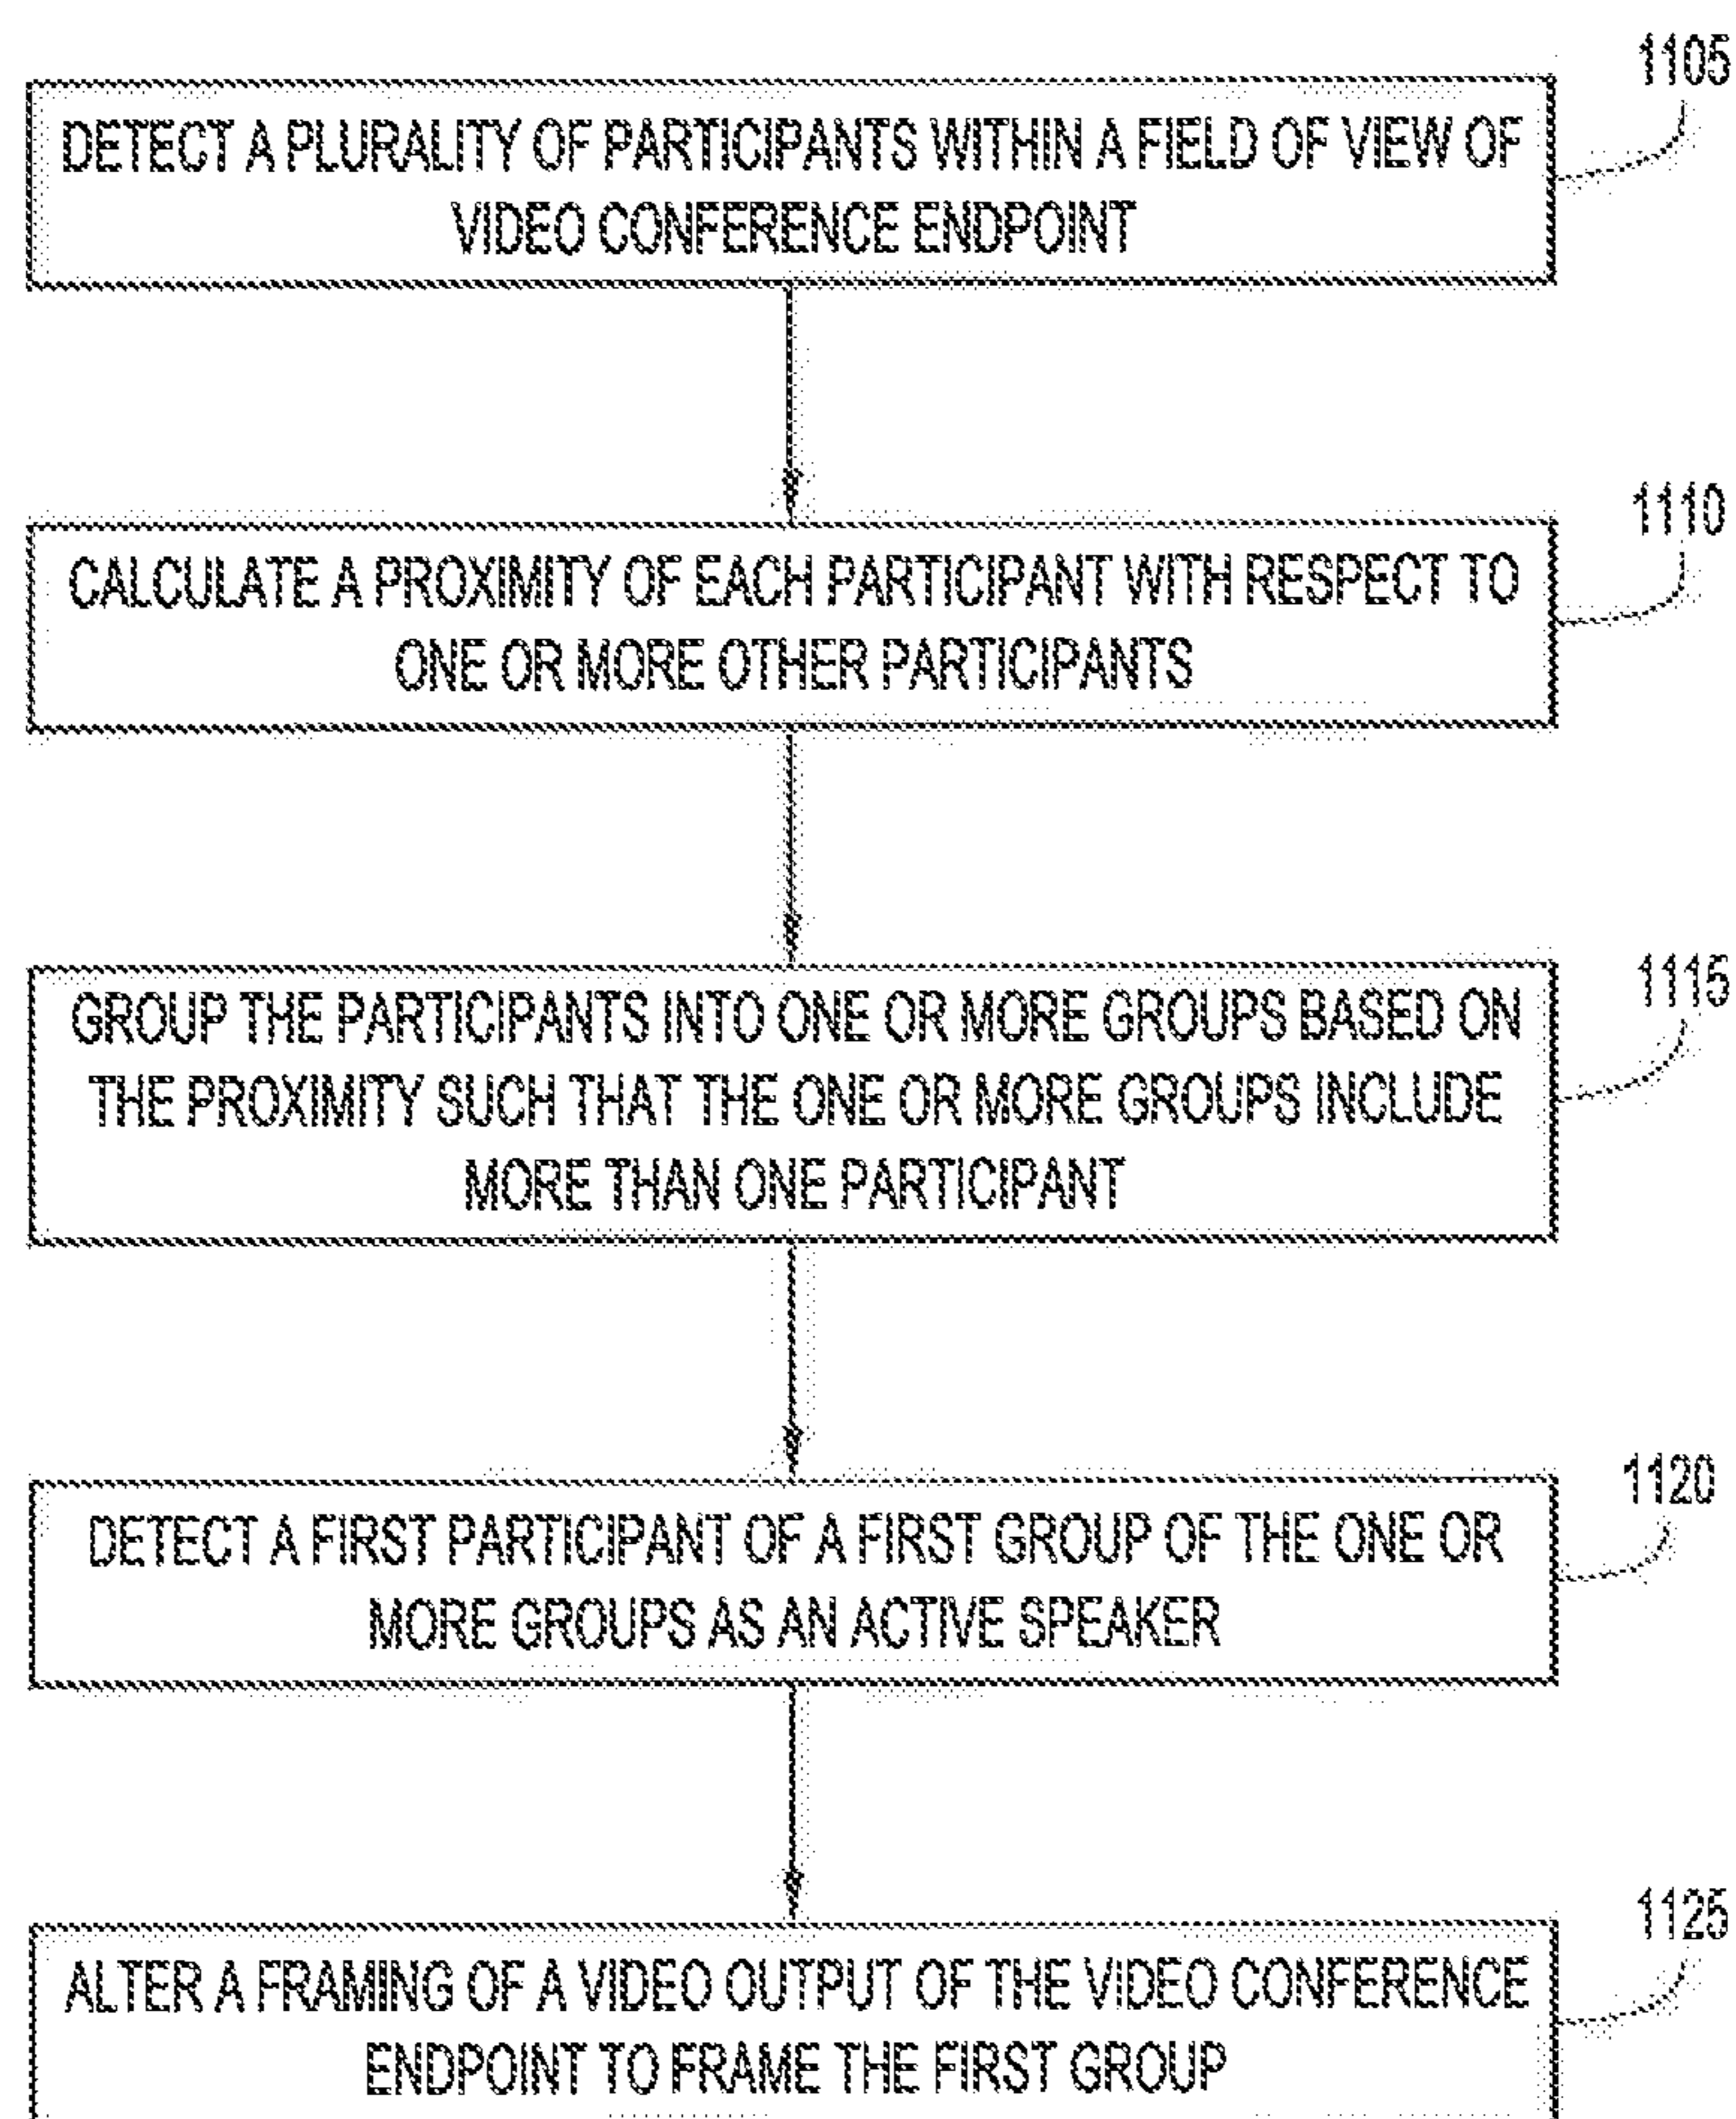 1105
DETECT A PLURALITY OF PARTICIPANTS WITHIN A FIELD OF VIEW OF
VIDEO CONFERENCE ENDPOINT
1110
CALCULATE A PROXIMITY OF EACH PARTICIPANT WITH RESPECT TO
ONE OR MORE OTHER PARTICIPANTS
1115
GROUP THE PARTICIPANTS INTO ONE OR MORE GROUPS BASED ON
THE PROXIMITY SUCH THAT THE ONE OR MORE GROUPS INCLUDE
MORE THAN ONE PARTICIPANT
1120
DETECT A FIRST PARTICIPANT OF A FIRST GROUP OF THE ONE OR
MORE GROUPS AS AN ACTIVE SPEAKER
1125
ALTER A FRAMING OF A VIDEO OUTPUT OF THE VIDEO CONFERENCE
ENDPOINT TO FRAME THE FIRST GROUP